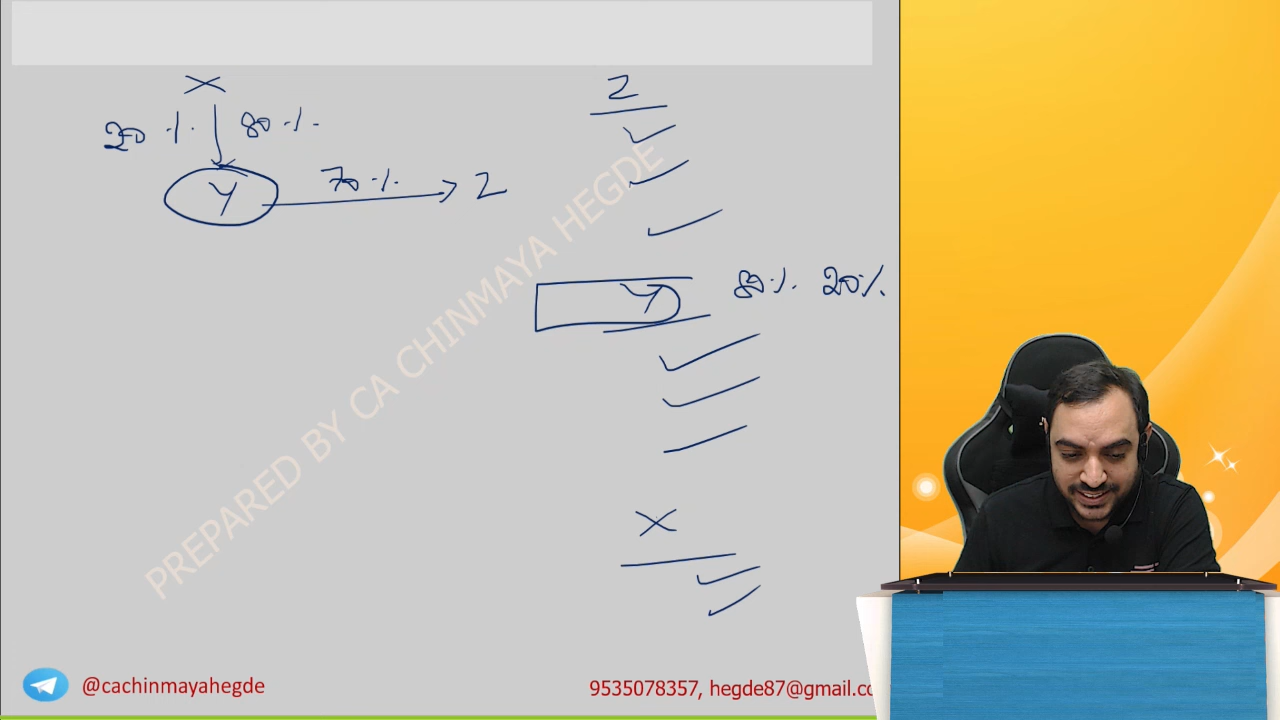 X
20 % 80 %
Y 70 % Z
Z
Y 80 % 20 %
X
PREPARED BY CA CHINMAYA HEGDE
@cachinmayahegde
9535078357, hegde87@gmail.co